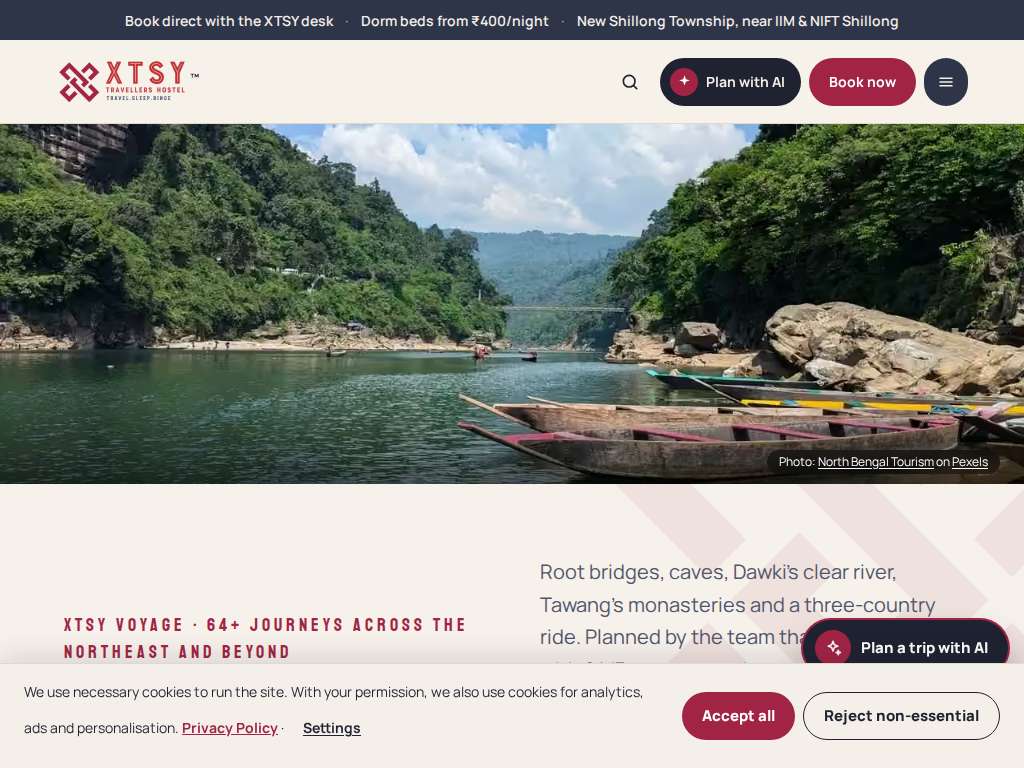 Book direct with the XTSY desk · Dorm beds from ₹400/night · New Shillong Township, near IIM & NIFT Shillong
XTSY ™
TRAVELLERS HOSTEL
TRAVEL.SLEEP.BINGE
Plan with AI
Book now
Photo: North Bengal Tourism on Pexels
XTSY VOYAGE · 64+ JOURNEYS ACROSS THE
NORTHEAST AND BEYOND
Root bridges, caves, Dawki's clear river,
Tawang's monasteries and a three-country
ride. Planned by the team
Plan a trip with AI
We use necessary cookies to run the site. With your permission, we also use cookies for analytics,
ads and personalisation. Privacy Policy · Settings
Accept all
Reject non-essential